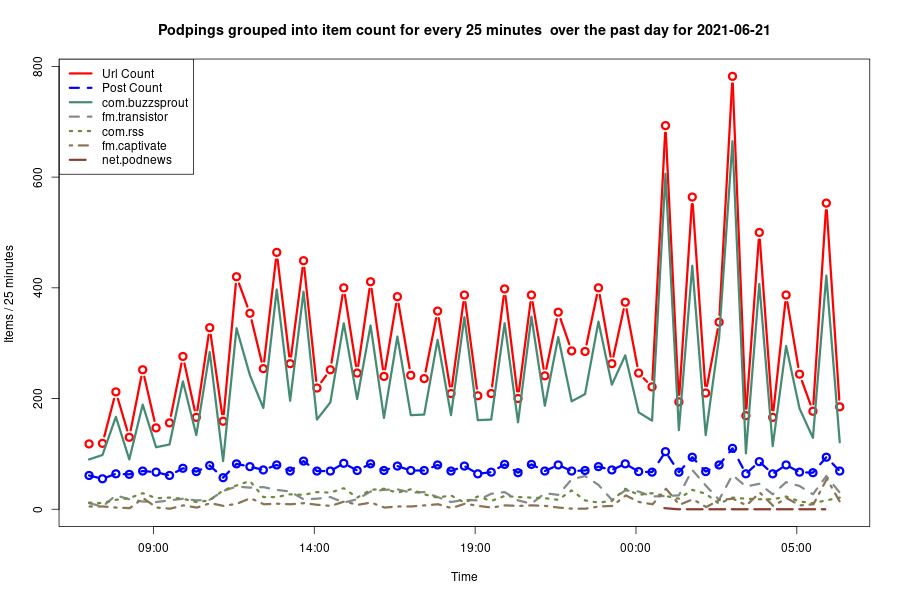 Podpings grouped into item count for every 25 minutes  over the past day for 2021-06-21
Url Count
Post Count
com.buzzsprout
fm.transistor
com.rss
fm.captivate
net.podnews
800
600
400
200
0
Items / 25 minutes
09:00 14:00 19:00 00:00 05:00
Time